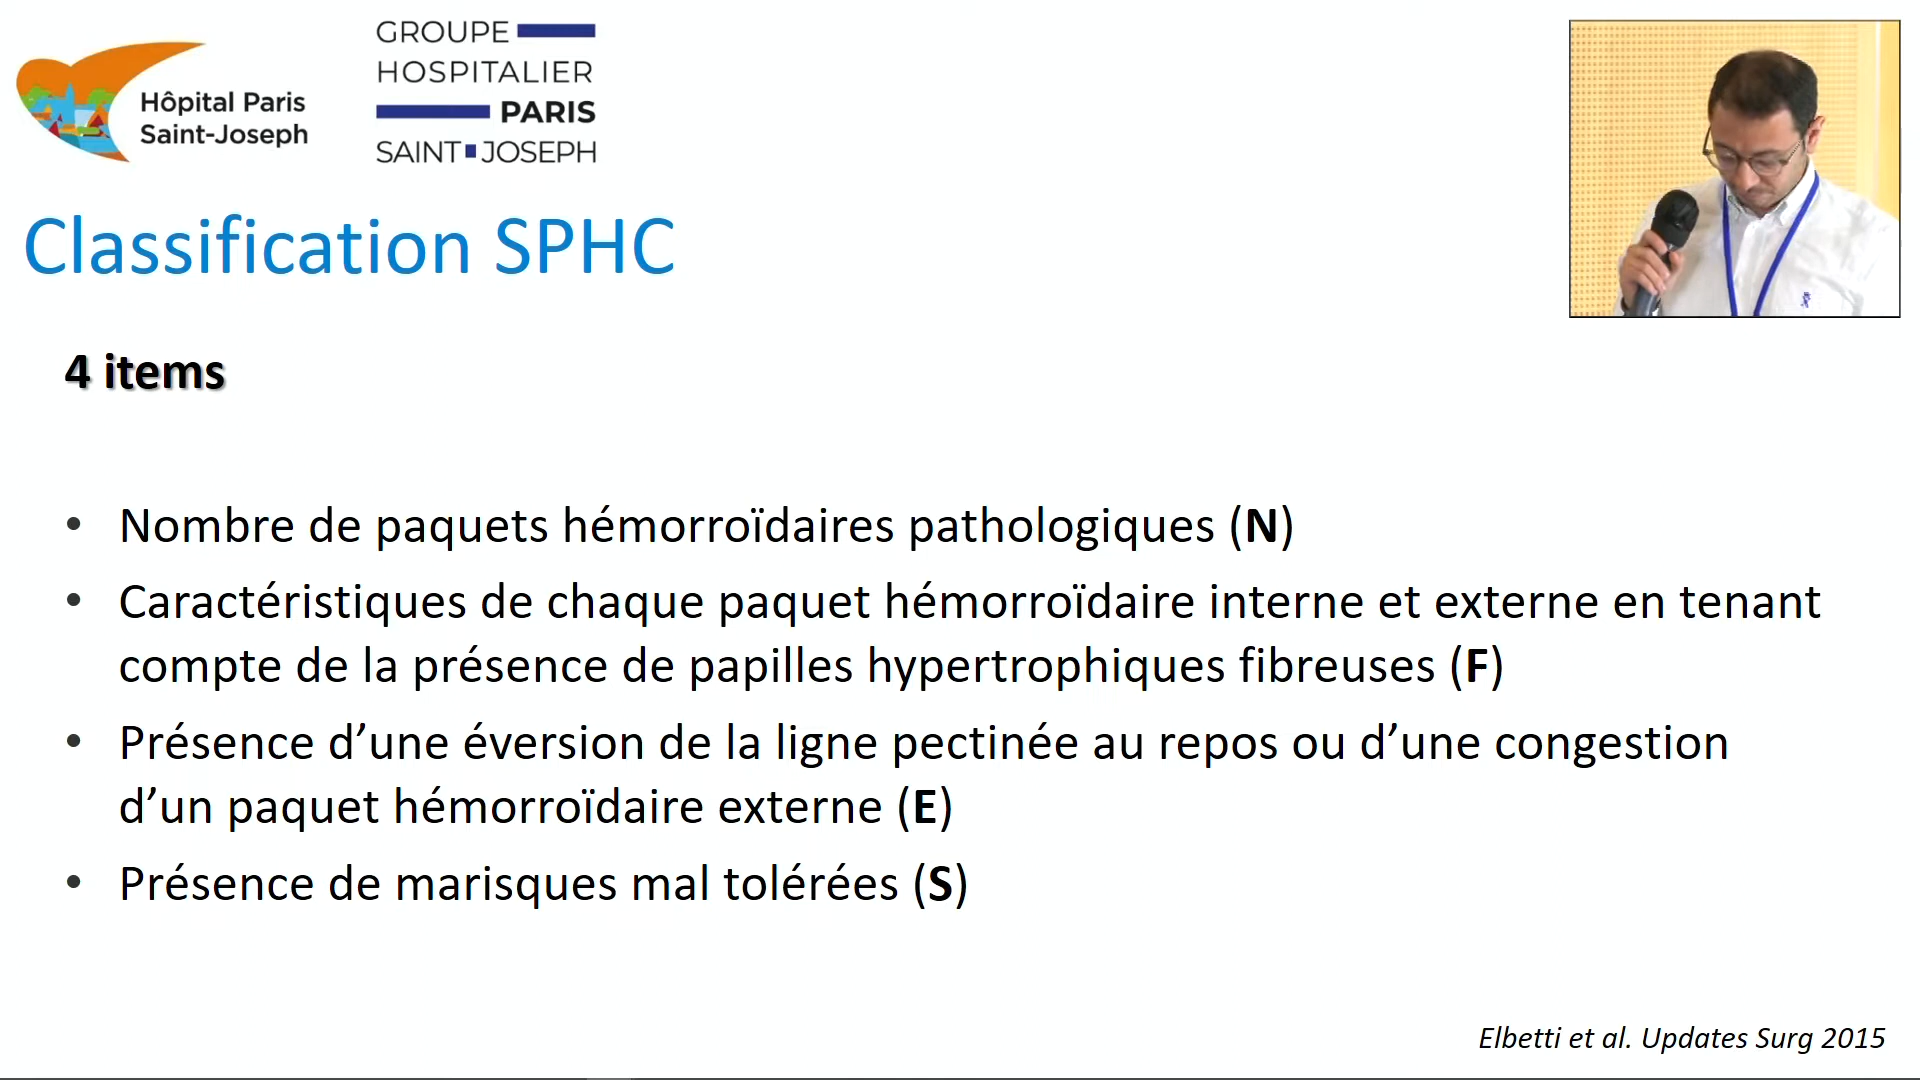 Hôpital Paris
Saint-Joseph
GROUPE
HOSPITALIER
PARIS
SAINT JOSEPH
Classification SPHC
4 items
• Nombre de paquets hémorroïdaires pathologiques (N)
• Caractéristiques de chaque paquet hémorroïdaire interne et externe en tenant
compte de la présence de papilles hypertrophiques fibreuses (F)
• Présence d’une éversion de la ligne pectinée au repos ou d’une congestion
d’un paquet hémorroïdaire externe (E)
• Présence de marisques mal tolérées (S)
Elbetti et al. Updates Surg 2015